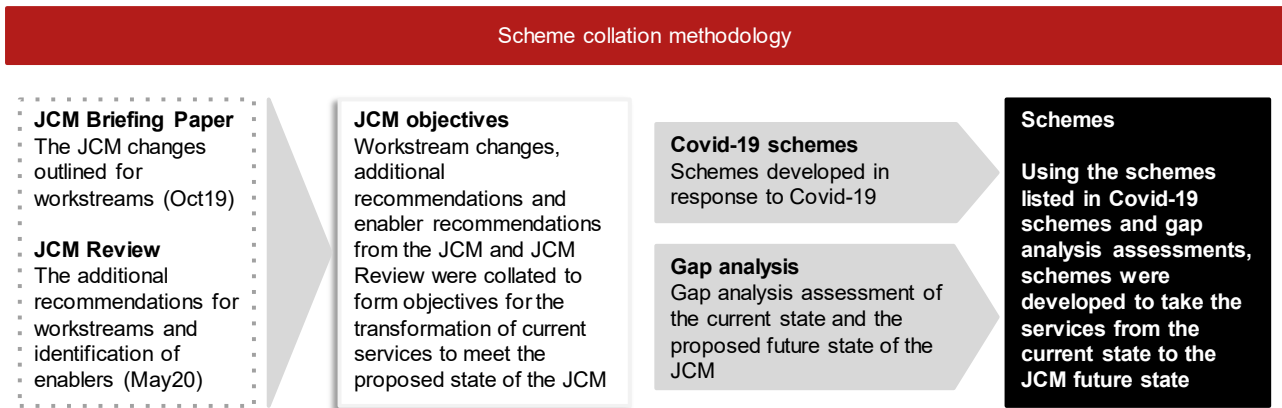 Scheme collation methodology
JCM Briefing Paper
The JCM changes
outlined for
workstreams (Oct19)
JCM Review
The additional
recommendations for
workstreams and
identification of
enablers (May20)
JCM objectives
Workstream changes,
additional
recommendations and
enabler recommendations
from the JCM and JCM
Review were collated to
form objectives for the
transformation of current
services to meet the
proposed state of the JCM
Covid-19 schemes
Schemes developed in
response to Covid-19
Gap analysis
Gap analysis assessment of
the current state and the
proposed future state of the
JCM
Schemes
Using the schemes
listed in Covid-19
schemes and gap
analysis assessments,
schemes were
developed to take the
services from the
current state to the
JCM future state